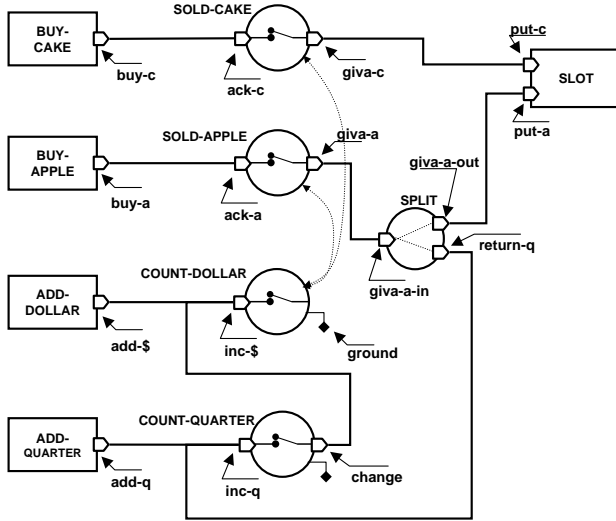 SOLD-CAKE
BUY-
CAKE
put-c
buy-c
giva-c
ack-c
SLOT
SOLD-APPLE
giva-a
put-a
BUY-
APPLE
giva-a-out
buy-a
ack-a
SPLIT
return-q
COUNT-DOLLAR
giva-a-in
ADD-
DOLLAR
add-$
inc-$
ground
COUNT-QUARTER
ADD-
QUARTER
add-q
inc-q
change